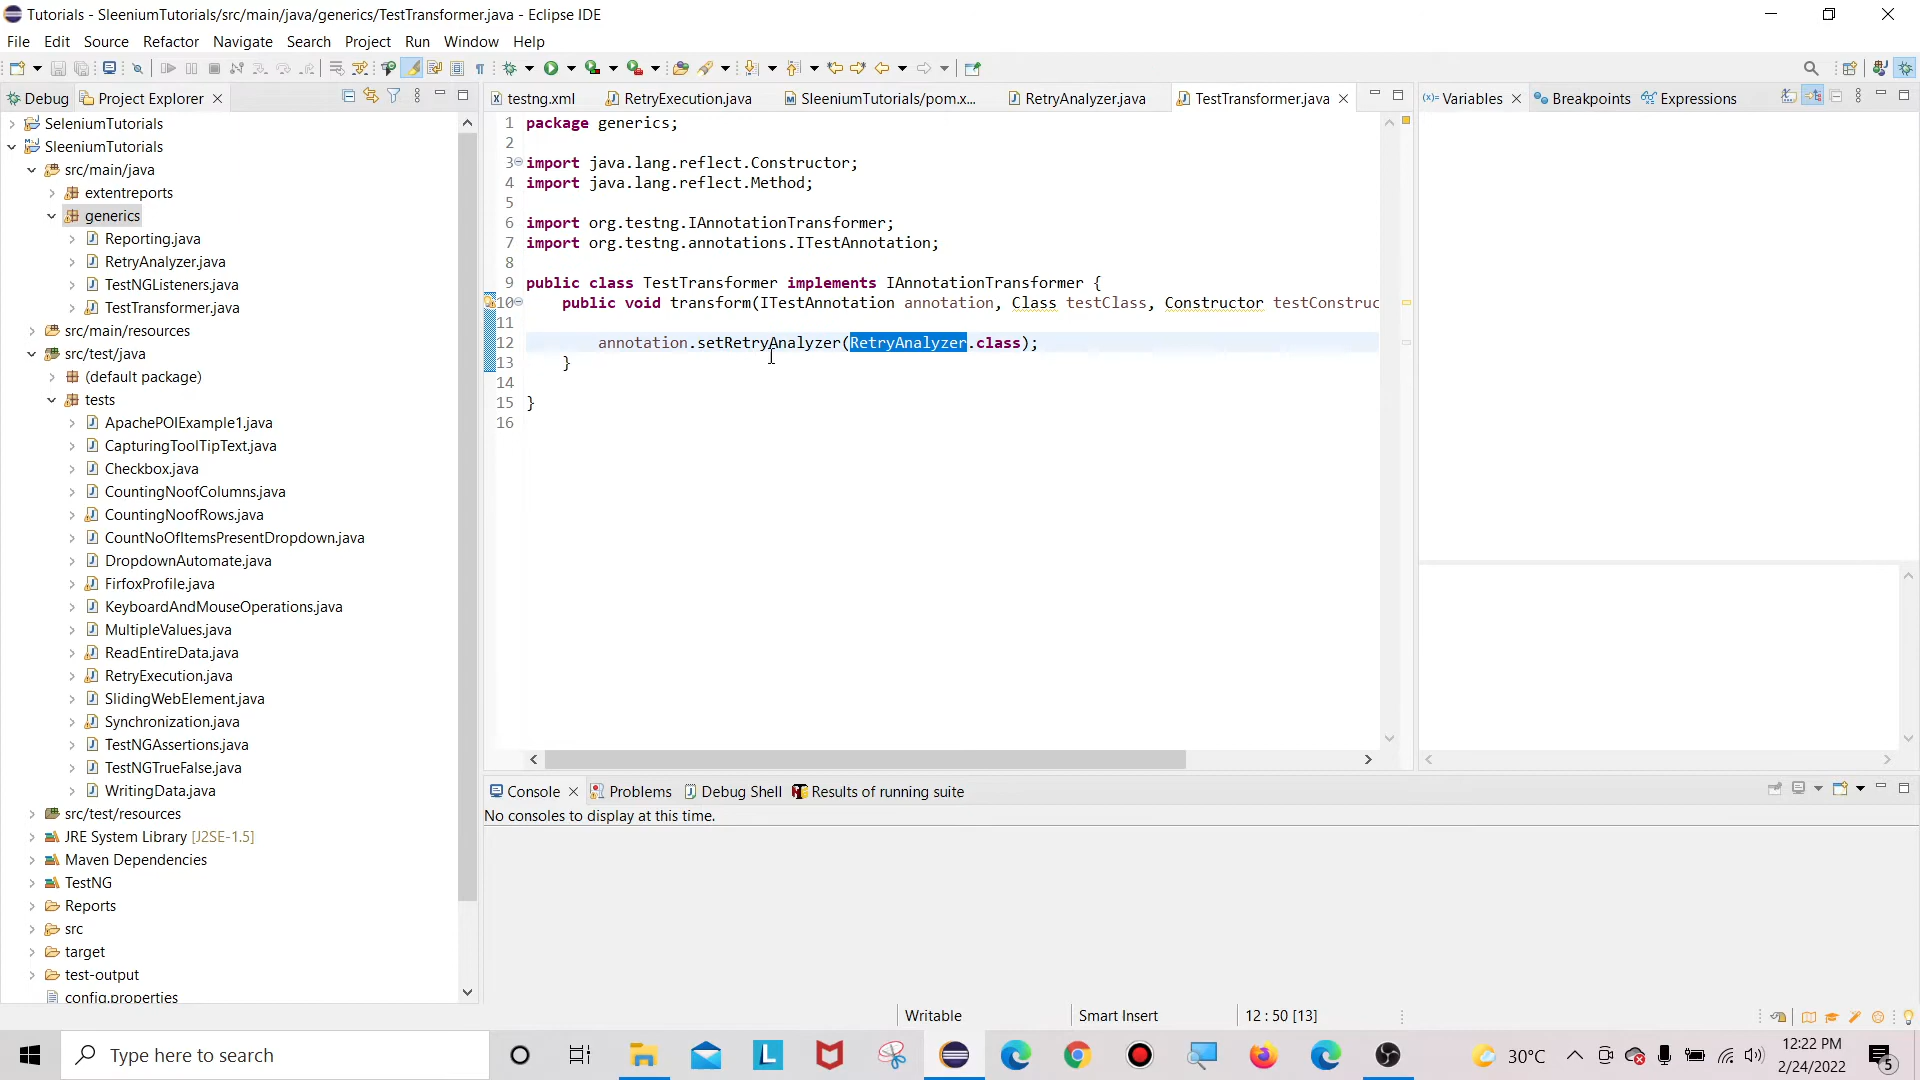 Tutorials - SleeniumTutorials/src/main/java/generics/TestTransformer.java - Eclipse IDE
File Edit Source Refactor Navigate Search Project Run Window Help
Debug Project Explorer
testng.xml RetryExecution.java SleeniumTutorials/pom.x... RetryAnalyzer.java TestTransformer.java
Variables Breakpoints Expressions
SeleniumTutorials
SleeniumTutorials
src/main/java
extentreports
generics
Reporting.java
RetryAnalyzer.java
TestNGListeners.java
TestTransformer.java
src/main/resources
src/test/java
(default package)
tests
ApachePOIExample1.java
CapturingToolTipText.java
Checkbox.java
CountingNoofColumns.java
CountingNoofRows.java
CountNoOfItemsPresentDropdown.java
DropdownAutomate.java
FirfoxProfile.java
KeyboardAndMouseOperations.java
MultipleValues.java
ReadEntireData.java
RetryExecution.java
SlidingWebElement.java
Synchronization.java
TestNGAssertions.java
TestNGTrueFalse.java
WritingData.java
src/test/resources
JRE System Library [J2SE-1.5]
Maven Dependencies
TestNG
Reports
src
target
test-output
config.properties
1 package generics;
2
3 import java.lang.reflect.Constructor;
4 import java.lang.reflect.Method;
5
6 import org.testng.IAnnotationTransformer;
7 import org.testng.annotations.ITestAnnotation;
8
9 public class TestTransformer implements IAnnotationTransformer {
10 public void transform(ITestAnnotation annotation, Class testClass, Constructor testConstruc
11
12 annotation.setRetryAnalyzer(RetryAnalyzer.class);
13 }
14
15 }
16
Console Problems Debug Shell Results of running suite
No consoles to display at this time.
Writable Smart Insert 12 : 50 [13]
Type here to search
30°C
12:22 PM
2/24/2022
5